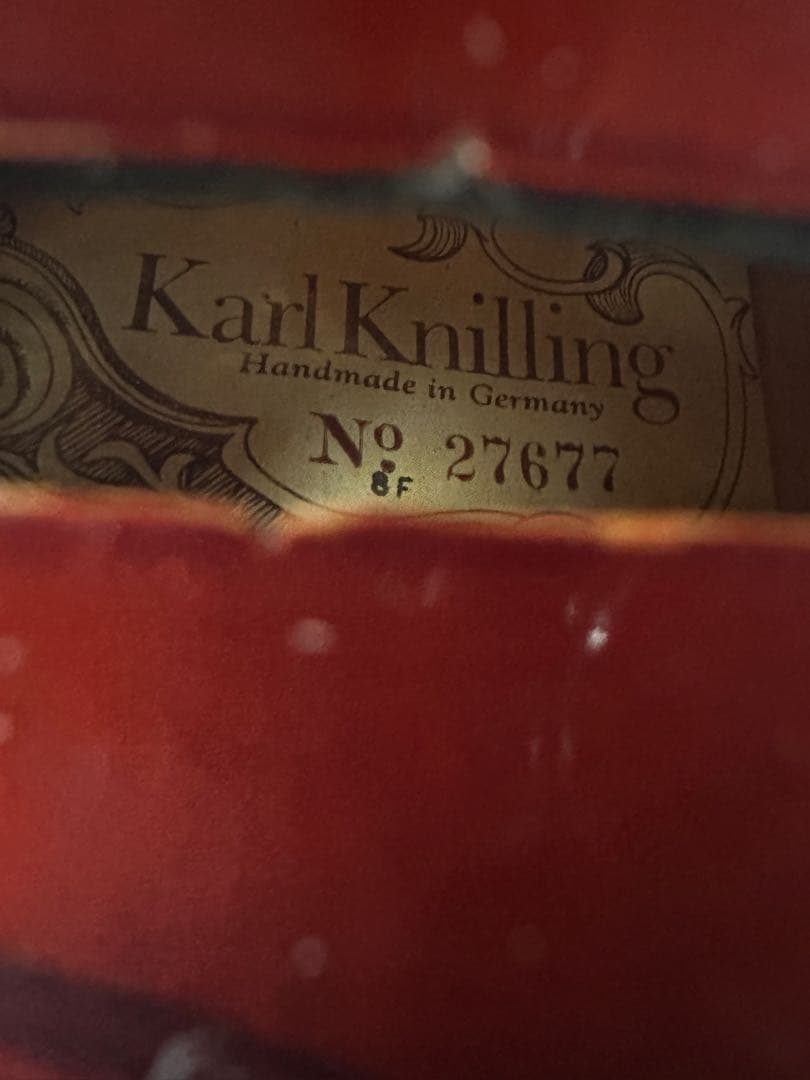 Karl Knilling
Handmade in Germany
Nº 27677
8F